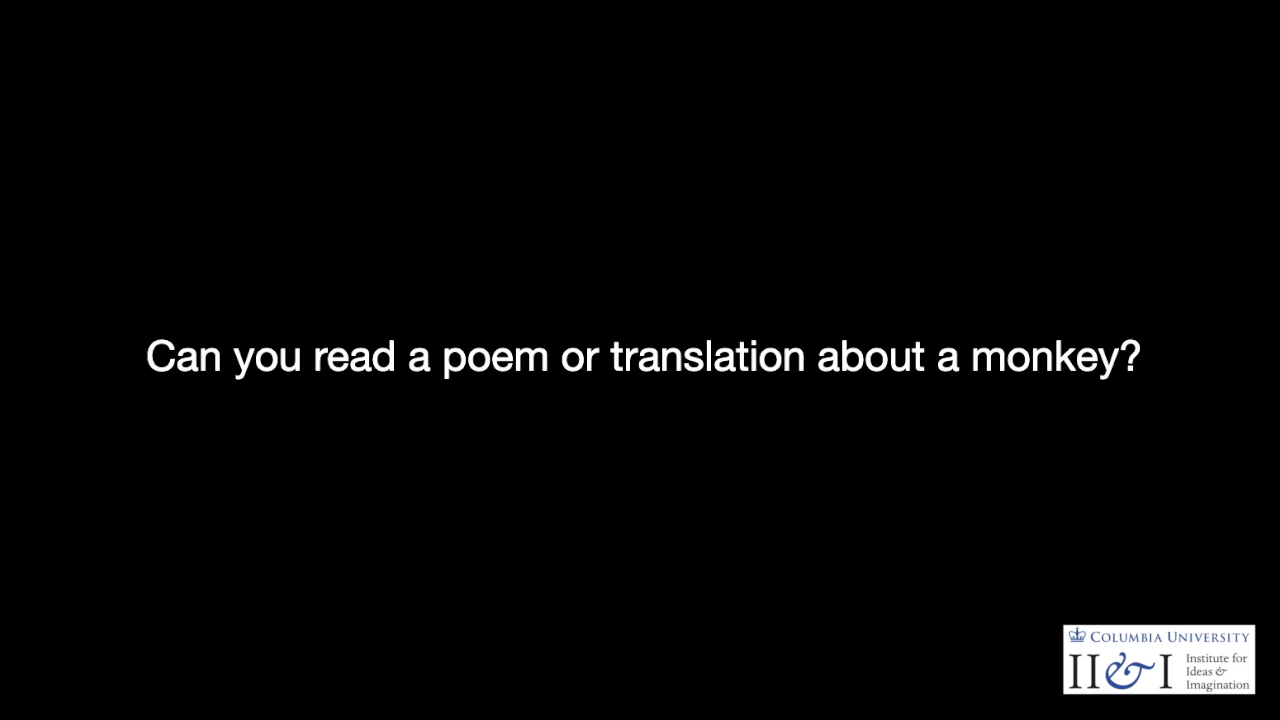 Can you read a poem or translation about a monkey?
COLUMBIA UNIVERSITY
II&I
Institute for
Ideas &
Imagination